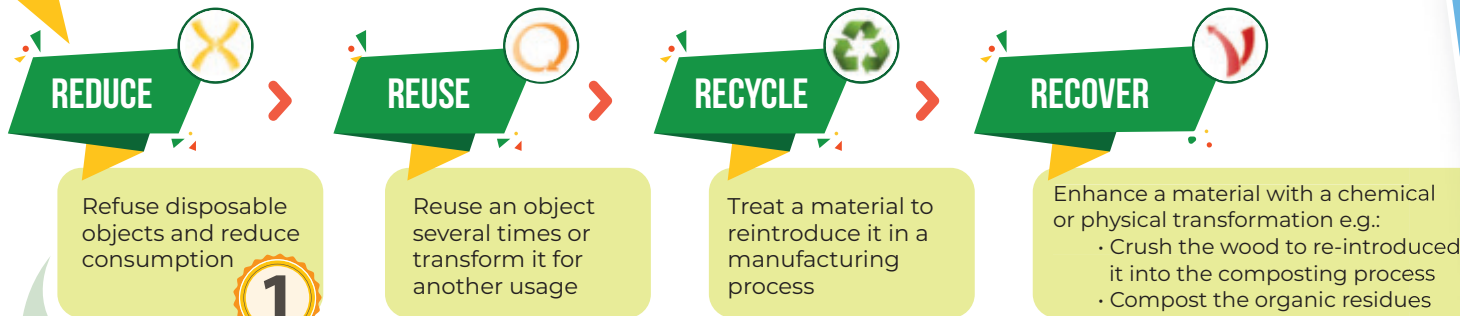 REDUCE
REUSE
RECYCLE
RECOVER
Refuse disposable
objects and reduce
consumption
1
Reuse an object
several times or
transform it for
another usage
Treat a material to
reintroduce it in a
manufacturing
process
Enhance a material with a chemical
or physical transformation e.g.:
• Crush the wood to re-introduced
it into the composting process
• Compost the organic residues